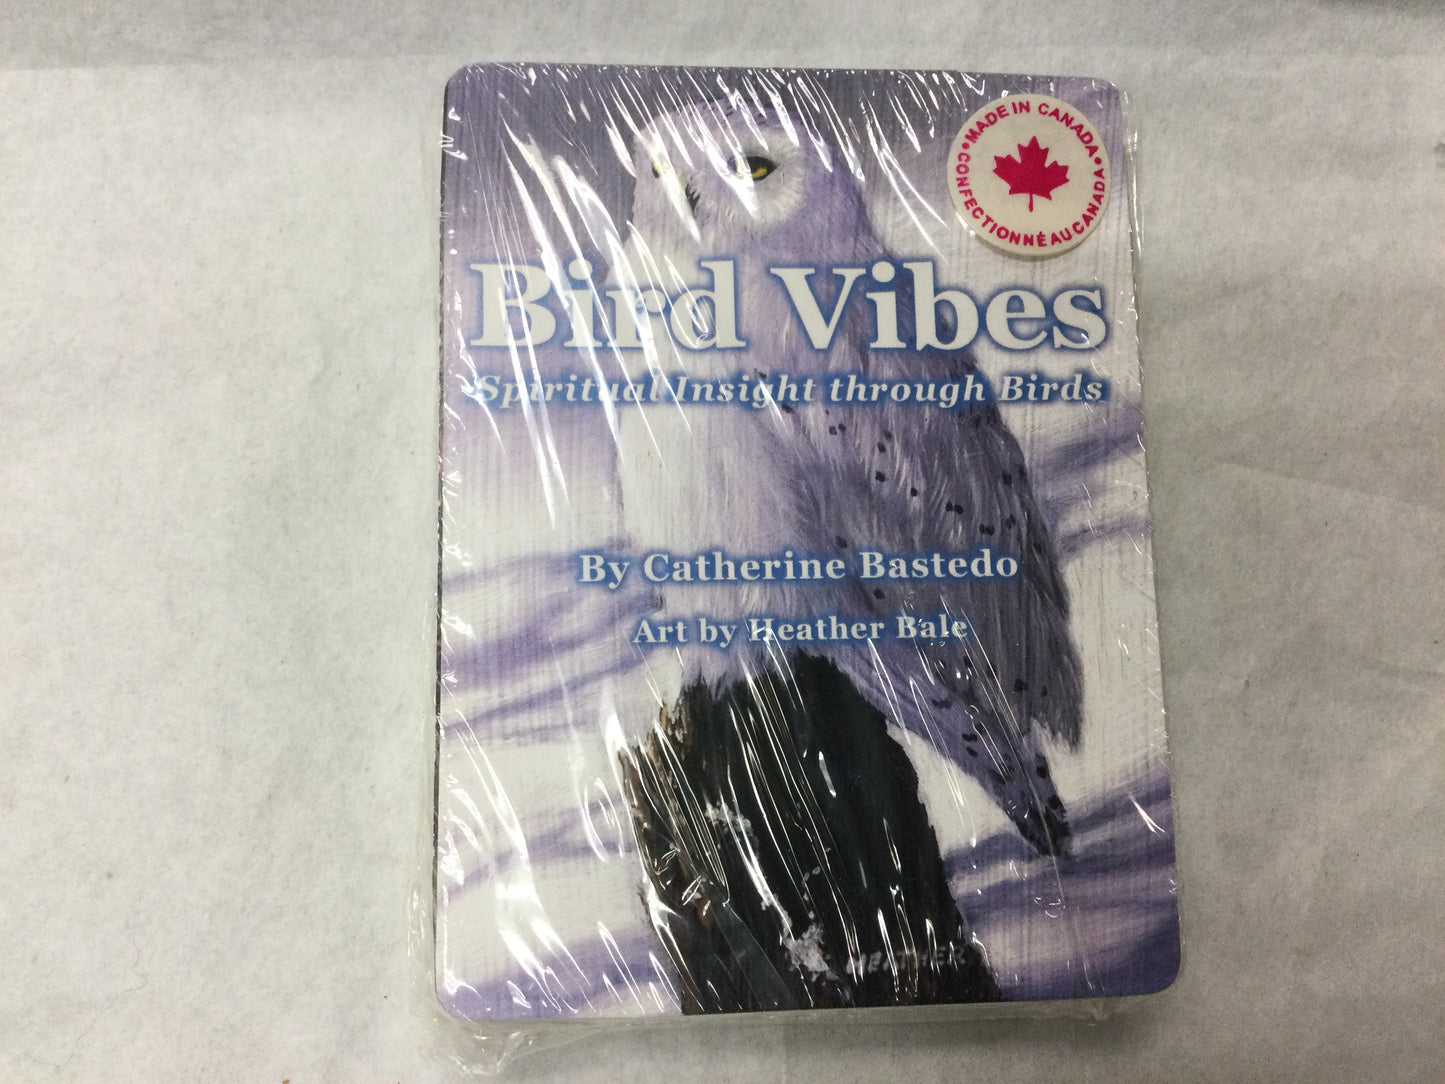 MADE IN CANADA
CONFECTIONNÉ AU CANADA
Bird Vibes
Spiritual Insight through Birds
By Catherine Bastedo
Art by Heather Bale
HEATHER